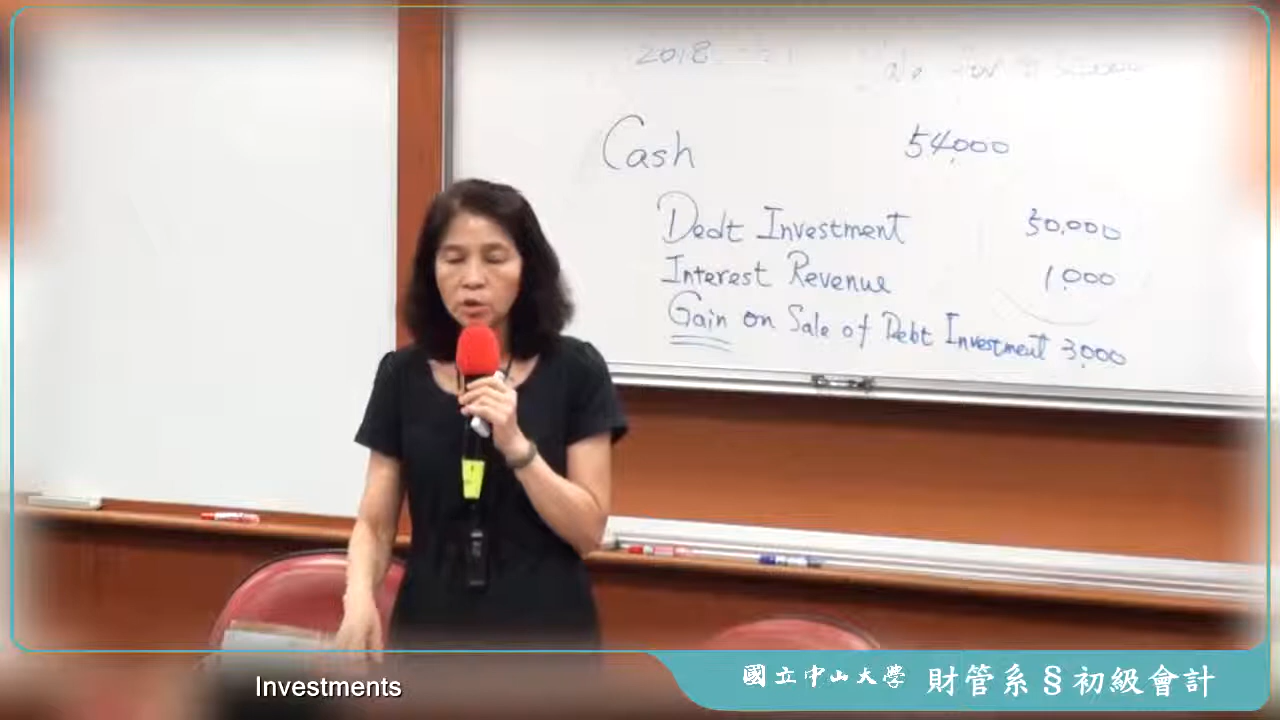 2018
Cash 54,000
Debt Investment 50,000
Interest Revenue 1,000
Gain on Sale of Debt Investment 3,000
Investments
國立中山大學 財管系§初級會計